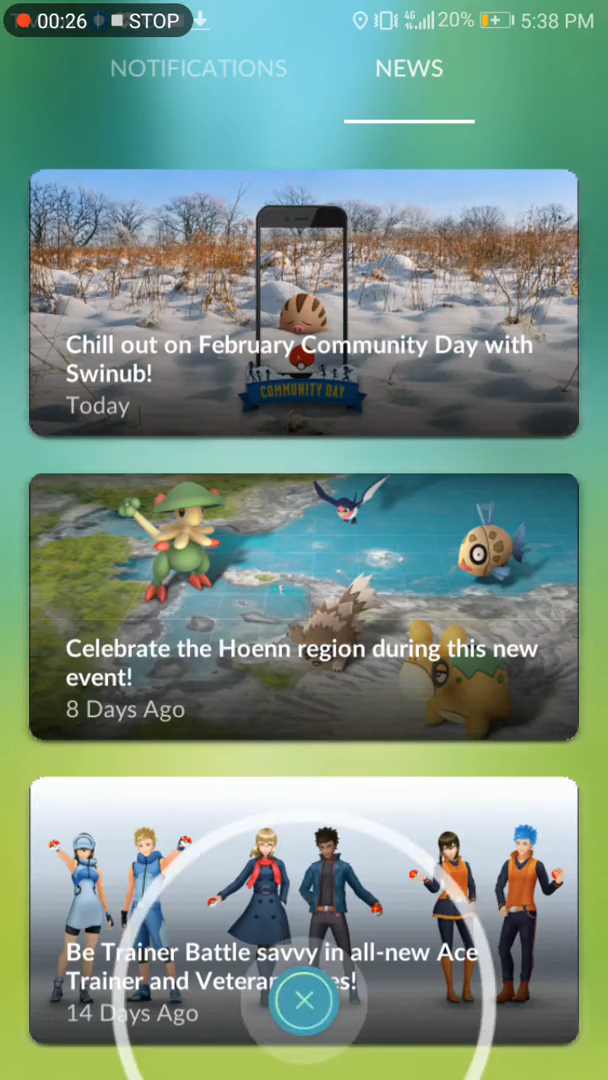 00:26 STOP 4G 20% 5:38 PM
NOTIFICATIONS NEWS
COMMUNITY DAY
Chill out on February Community Day with
Swinub!
Today
Celebrate the Hoenn region during this new
event!
8 Days Ago
Be Trainer Battle savvy in all-new Ace
Trainer and
14 Days Ago